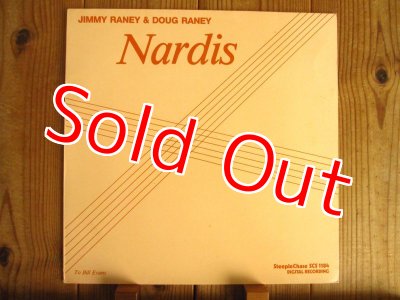 JIMMY RANEY & DOUG RANEY
Nardis
Sold Out
To Bill Evans
SteepleChase SCS 1184
DIGITAL RECORDING